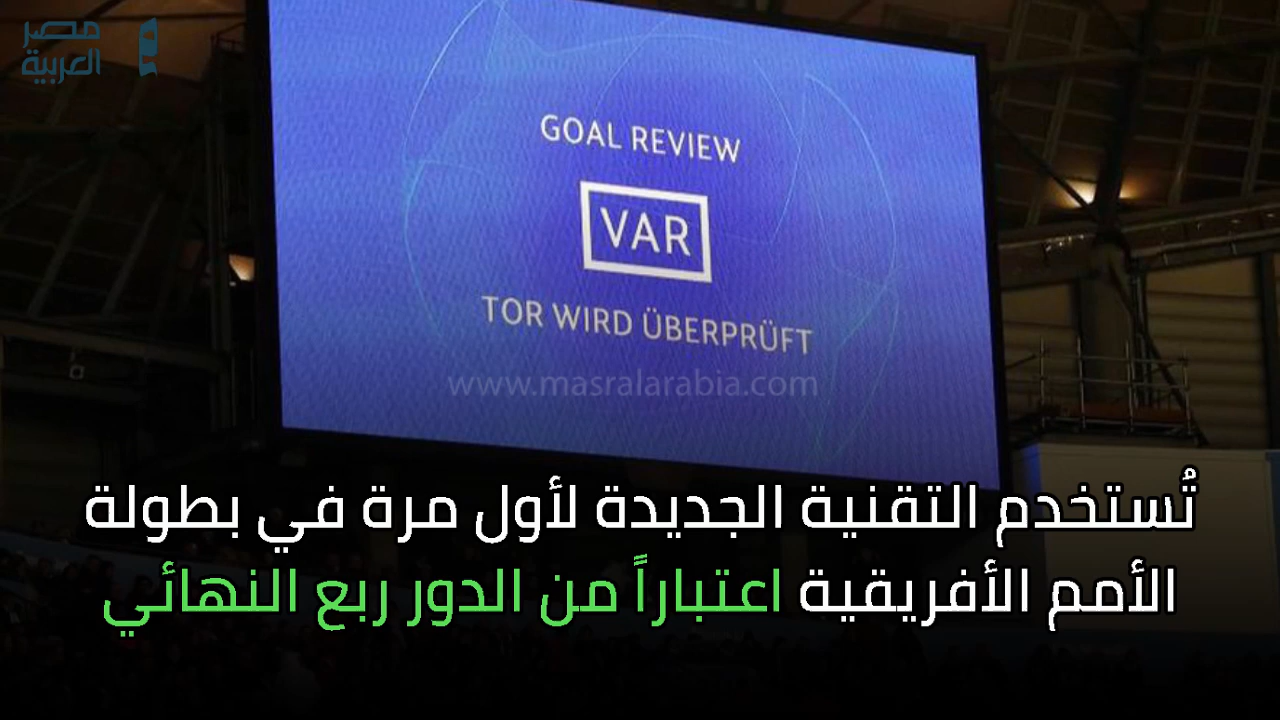 مصر
العربية
GOAL REVIEW
VAR
TOR WIRD ÜBERPRÜFT
www.masralarabia.com
تُستخدم التقنية الجديدة لأول مرة في بطولة
الأمم الأفريقية اعتباراً من الدور ربع النهائي